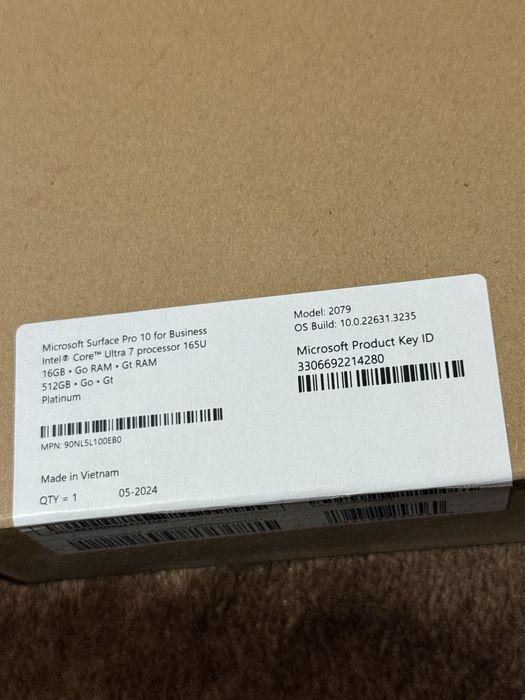 Microsoft Surface Pro 10 for Business
Intel® Core™ Ultra 7 processor 165U
16GB • Go RAM • Gt RAM
512GB • Go • Gt
Platinum
MPN: 90NL5L100EB0
Made in Vietnam
QTY = 1 05-2024
Model: 2079
OS Build: 10.0.22631.3235
Microsoft Product Key ID
3306692214280